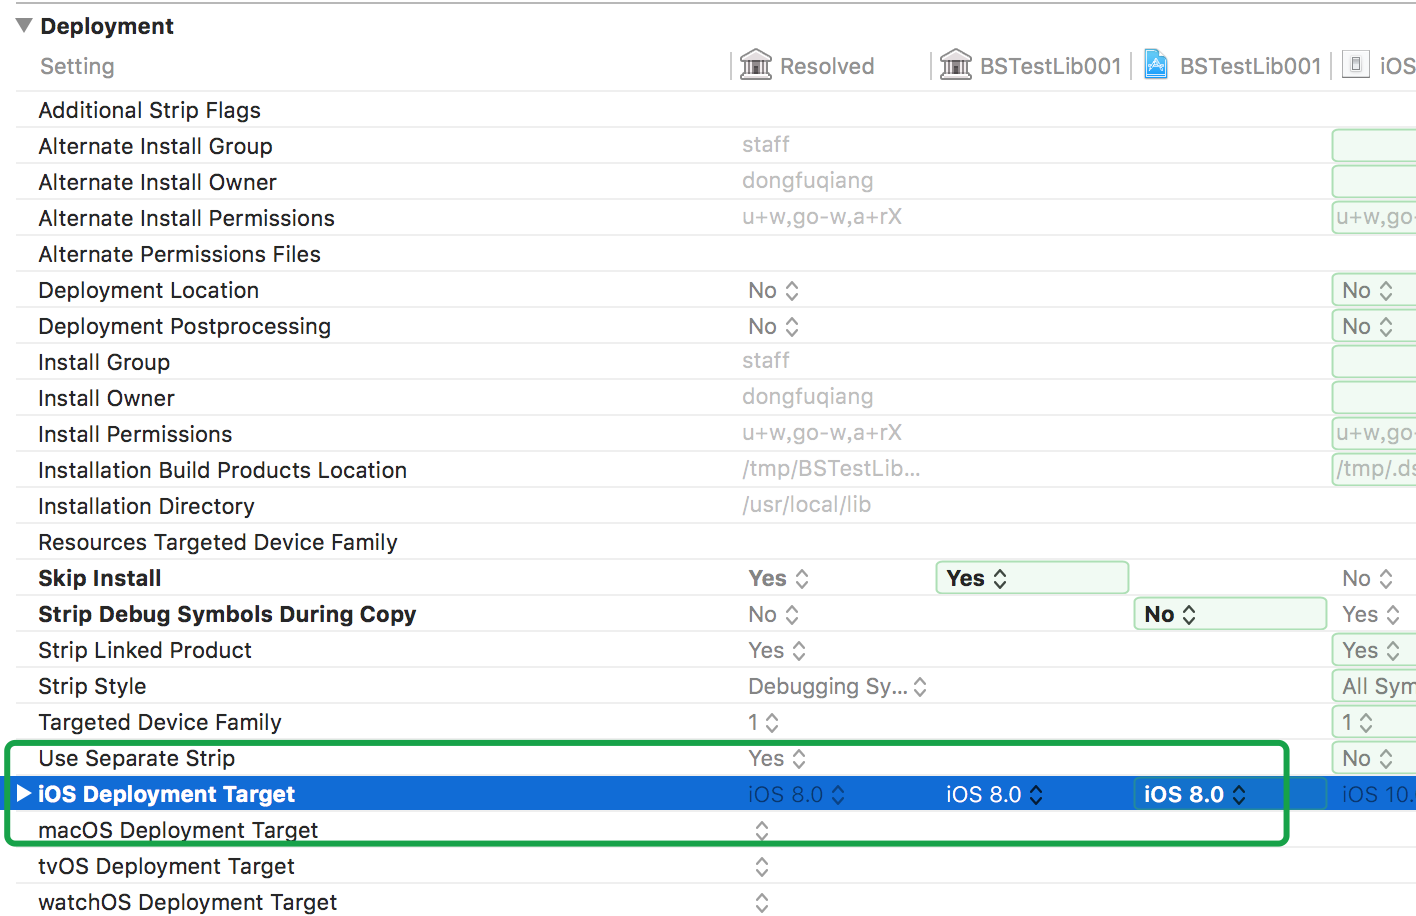 Deployment
Setting Resolved BSTestLib001 BSTestLib001 iOS
Additional Strip Flags
Alternate Install Group staff
Alternate Install Owner dongfuqiang
Alternate Install Permissions u+w,go-w,a+rX u+w,go-
Alternate Permissions Files
Deployment Location No No
Deployment Postprocessing No No
Install Group staff
Install Owner dongfuqiang
Install Permissions u+w,go-w,a+rX u+w,go-
Installation Build Products Location /tmp/BSTestLib... /tmp/.ds
Installation Directory /usr/local/lib
Resources Targeted Device Family
Skip Install Yes Yes No
Strip Debug Symbols During Copy No No Yes
Strip Linked Product Yes Yes
Strip Style Debugging Sy... All Sym
Targeted Device Family 1 1
Use Separate Strip Yes No
iOS Deployment Target iOS 8.0 iOS 8.0 iOS 8.0 iOS 10.
macOS Deployment Target
tvOS Deployment Target
watchOS Deployment Target